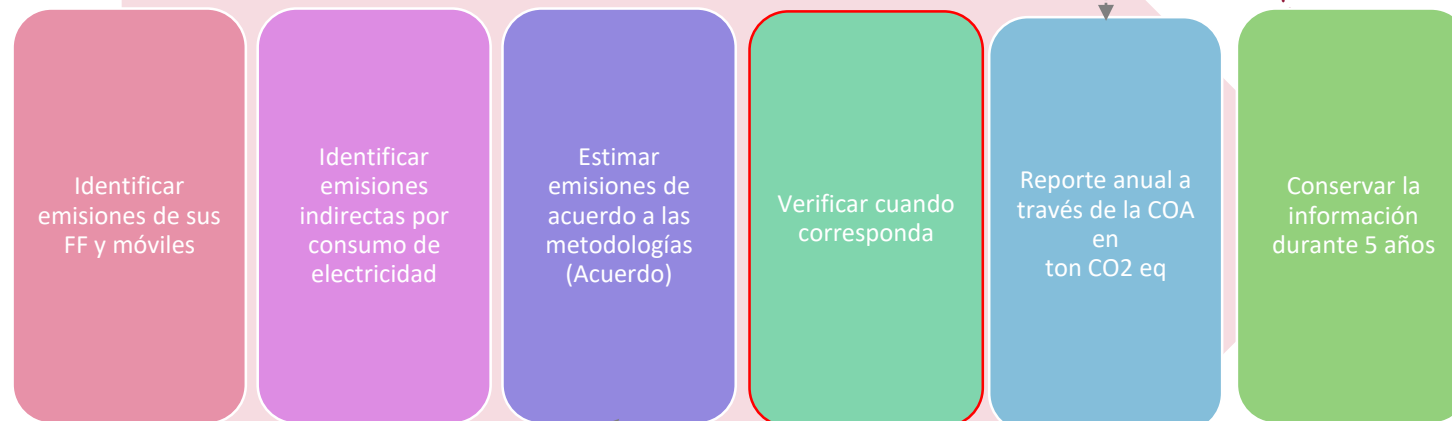 Identificar
emisiones de sus
FF y móviles
Identificar
emisiones
indirectas por
consumo de
electricidad
Estimar
emisiones de
acuerdo a las
metodologías
(Acuerdo)
Verificar cuando
corresponda
Reporte anual a
través de la COA
en
ton CO2 eq
Conservar la
información
durante 5 años